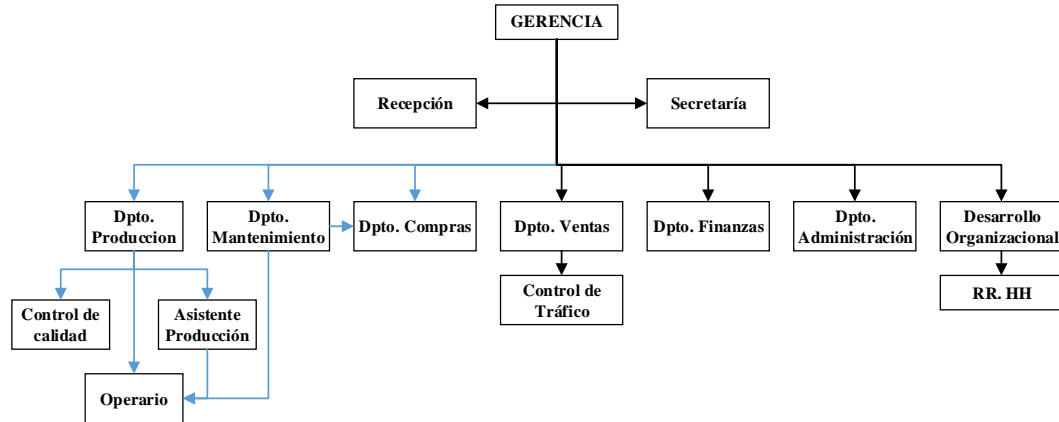 GERENCIA
Recepción
Secretaría
Dpto.
Produccion
Dpto.
Mantenimiento
Dpto. Compras
Dpto. Ventas
Dpto. Finanzas
Dpto.
Administración
Desarrollo
Organizacional
Control de
calidad
Asistente
Producción
Control de
Tráfico
RR. HH
Operario